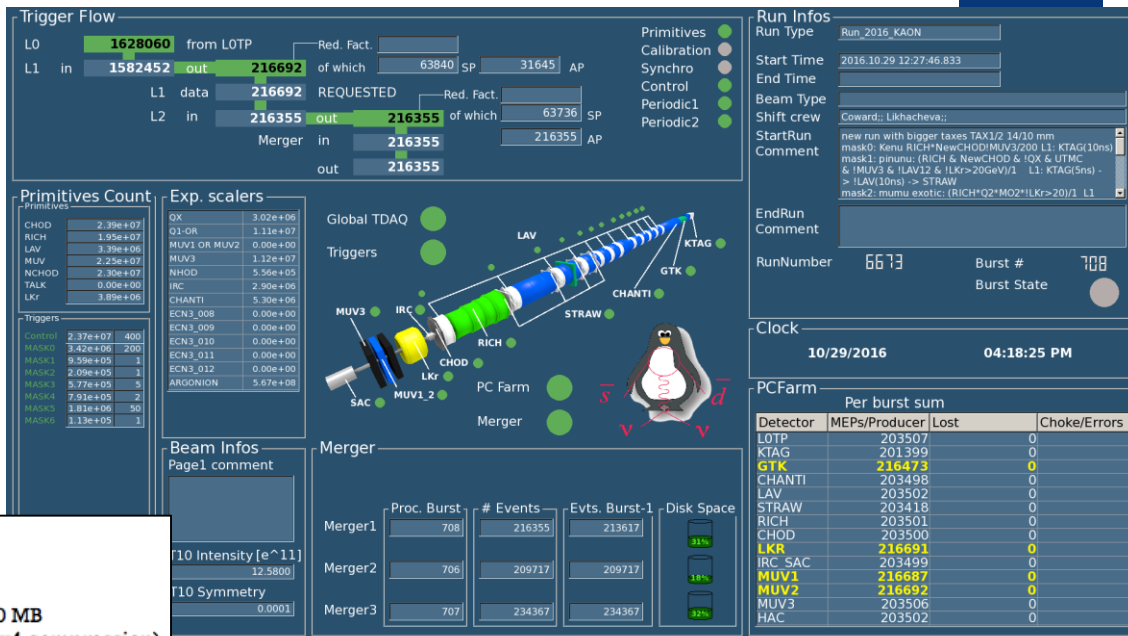 Trigger Flow
L0 1628060 from L0TP Red. Fact.
L1 in 1582452 out 216692 of which 63840 SP 31645 AP
L1 data 216692 REQUESTED Red. Fact.
L2 in 216355 out 216355 of which 63736 SP
Merger in 216355 216355 AP
out 216355
Primitives
Calibration
Synchro
Control
Periodic1
Periodic2
Run Infos
Run Type Run_2016_KAON
Start Time 2016.10.29 12:27:46.833
End Time
Beam Type
Shift crew Coward;; Likhacheva;;
StartRun Comment
new run with bigger taxes TAX1/2 14/10 mm
mask0: Kenu RICH*NewCHOD!MUV3/200 L1: KTAG(10ns)
mask1: pinunu: (RICH & NewCHOD & !QX & UTMC
& !MUV3 & !LAV12 & !LKr>20GeV)/1 L1: KTAG(5ns) -
> !LAV(10ns) -> STRAW
mask2: mumu exotic: (RICH*Q2*MO2*!LKr>20)/1 L1
EndRun Comment
RunNumber 6673 Burst # 708
Burst State
Primitives Count
Primitives
CHOD 2.39e+07
RICH 1.95e+07
LAV 3.39e+06
MUV 2.25e+07
NCHOD 2.30e+07
TALK 0.00e+00
LKr 3.89e+06
Triggers
Control 2.37e+07 400
MASK0 3.42e+06 200
MASK1 9.59e+05 1
MASK2 2.09e+05 1
MASK3 5.77e+05 5
MASK4 7.91e+05 2
MASK5 1.81e+06 50
MASK6 1.13e+05 1
Exp. scalers
QX 3.02e+06
Q1-OR 1.11e+07
MUV1 OR MUV2 0.00e+00
MUV3 1.12e+07
NHOD 5.56e+05
IRC 2.90e+06
CHANTI 5.30e+06
ECN3_008 0.00e+00
ECN3_009 0.00e+00
ECN3_010 0.00e+00
ECN3_011 0.00e+00
ECN3_012 0.00e+00
ARGONION 5.67e+08
Global TDAQ
Triggers
LAV
KTAG
GTK
CHANTI
STRAW
MUV3
IRC
RICH
CHOD
LKr
MUV1_2
SAC
PC Farm
Merger
s d
ν ν
Clock
10/29/2016 04:18:25 PM
PCFarm
Per burst sum
Detector MEPs/Producer Lost Choke/Errors
L0TP 203507 0
KTAG 201399 0
GTK 216473 0
CHANTI 203498 0
LAV 203502 0
STRAW 203418 0
RICH 203501 0
CHOD 203500 0
LKR 216691 0
IRC_SAC 203499 0
MUV1 216687 0
MUV2 216692 0
MUV3 203506 0
HAC 203502 0
Beam Infos
Page1 comment
T10 Intensity [e^11]
12.5800
T10 Symmetry
0.0001
Merger
Proc. Burst # Events Evts. Burst-1 Disk Space
Merger1 708 216355 213617 31%
Merger2 706 209717 209717 18%
Merger3 707 234367 234367 32%
0 MB